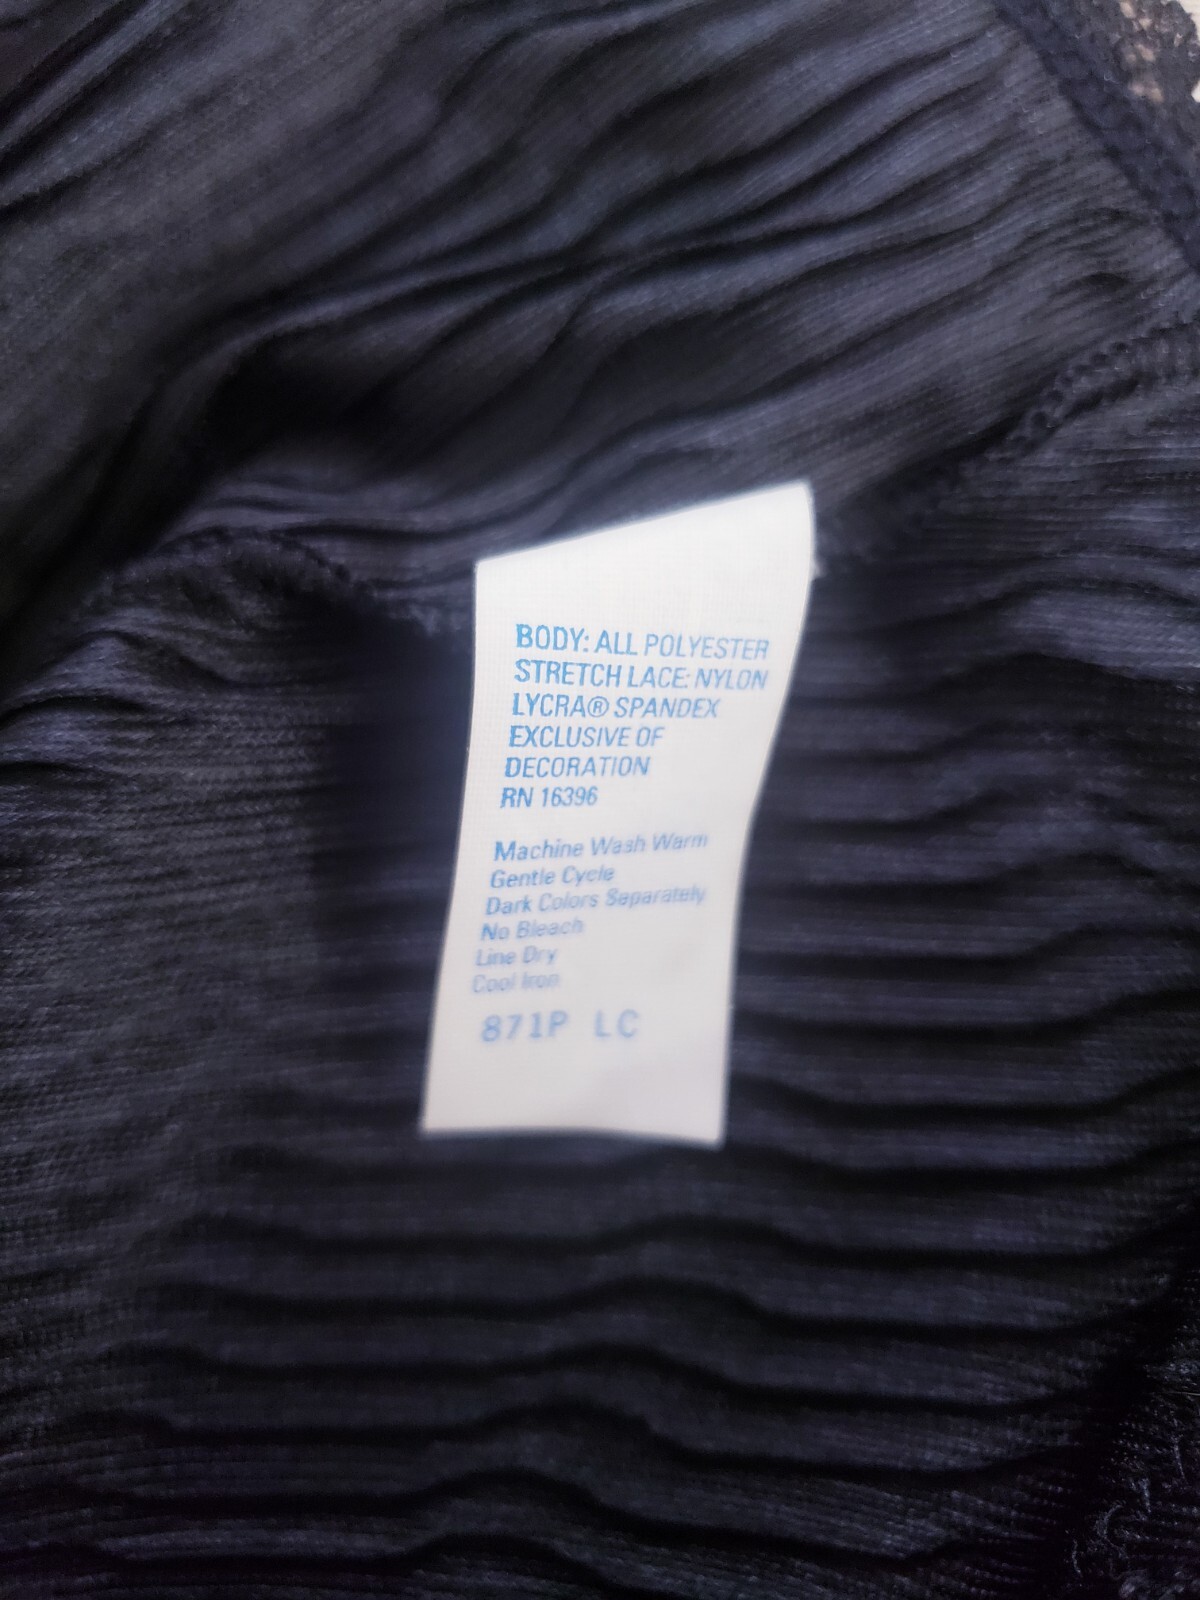 BODY: ALL POLYESTER
STRETCH LACE: NYLON
LYCRA® SPANDEX
EXCLUSIVE OF
DECORATION
RN 16396
Machine Wash Warm
Gentle Cycle
Dark Colors Separately
No Bleach
Line Dry
Cool Iron
871P LC